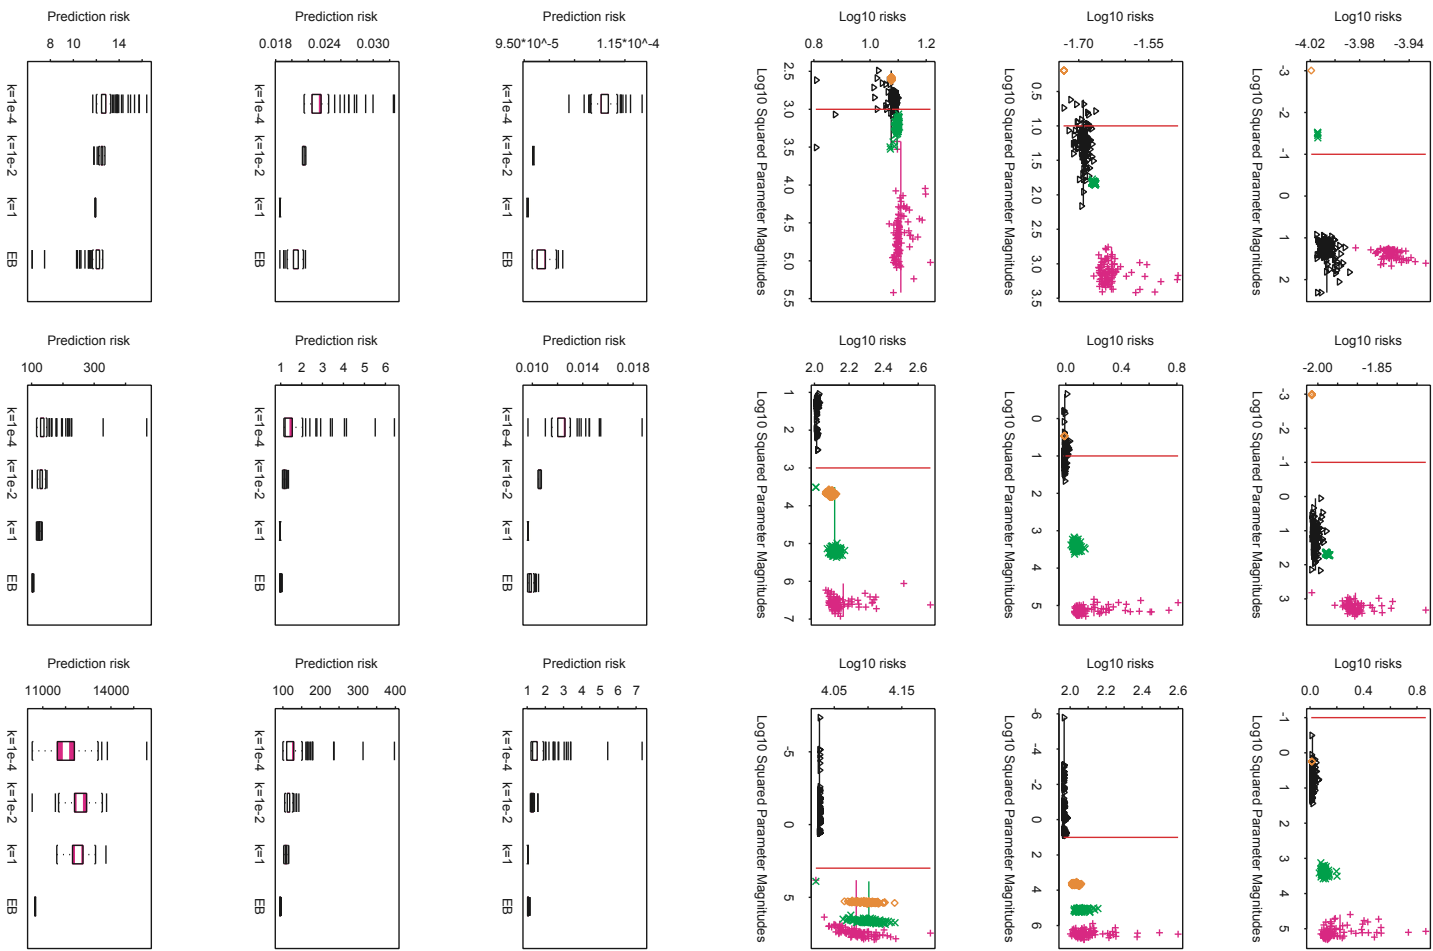 Prediction risk
8 10 14
k=1e-4
k=1e-2
k=1
EB
Prediction risk
0.018 0.024 0.030
k=1e-4
k=1e-2
k=1
EB
Prediction risk
9.50*10^-5 1.15*10^-4
k=1e-4
k=1e-2
k=1
EB
Log10 risks
0.8 1.0 1.2
Log10 Squared Parameter Magnitudes
2.5 3.0 3.5 4.0 4.5 5.0 5.5
Log10 risks
-1.70 -1.55
Log10 Squared Parameter Magnitudes
0.5 1.0 1.5 2.0 2.5 3.0 3.5
Log10 risks
-4.02 -3.98 -3.94
Log10 Squared Parameter Magnitudes
-3 -2 -1 0 1 2
Prediction risk
100 300
k=1e-4
k=1e-2
k=1
EB
Prediction risk
1 2 3 4 5 6
k=1e-4
k=1e-2
k=1
EB
Prediction risk
0.010 0.014 0.018
k=1e-4
k=1e-2
k=1
EB
Log10 risks
2.0 2.2 2.4 2.6
Log10 Squared Parameter Magnitudes
1 2 3 4 5 6 7
Log10 risks
0.0 0.4 0.8
Log10 Squared Parameter Magnitudes
0 1 2 3 4 5
Log10 risks
-2.00 -1.85
Log10 Squared Parameter Magnitudes
-3 -2 -1 0 1 2 3
Prediction risk
11000 14000
k=1e-4
k=1e-2
k=1
EB
Prediction risk
100 200 300 400
k=1e-4
k=1e-2
k=1
EB
Prediction risk
1 2 3 4 5 6 7
k=1e-4
k=1e-2
k=1
EB
Log10 risks
4.05 4.15
Log10 Squared Parameter Magnitudes
-5 0 5
Log10 risks
2.0 2.2 2.4 2.6
Log10 Squared Parameter Magnitudes
-6 -4 -2 0 2 4 6
Log10 risks
0.0 0.4 0.8
Log10 Squared Parameter Magnitudes
-1 0 1 2 3 4 5